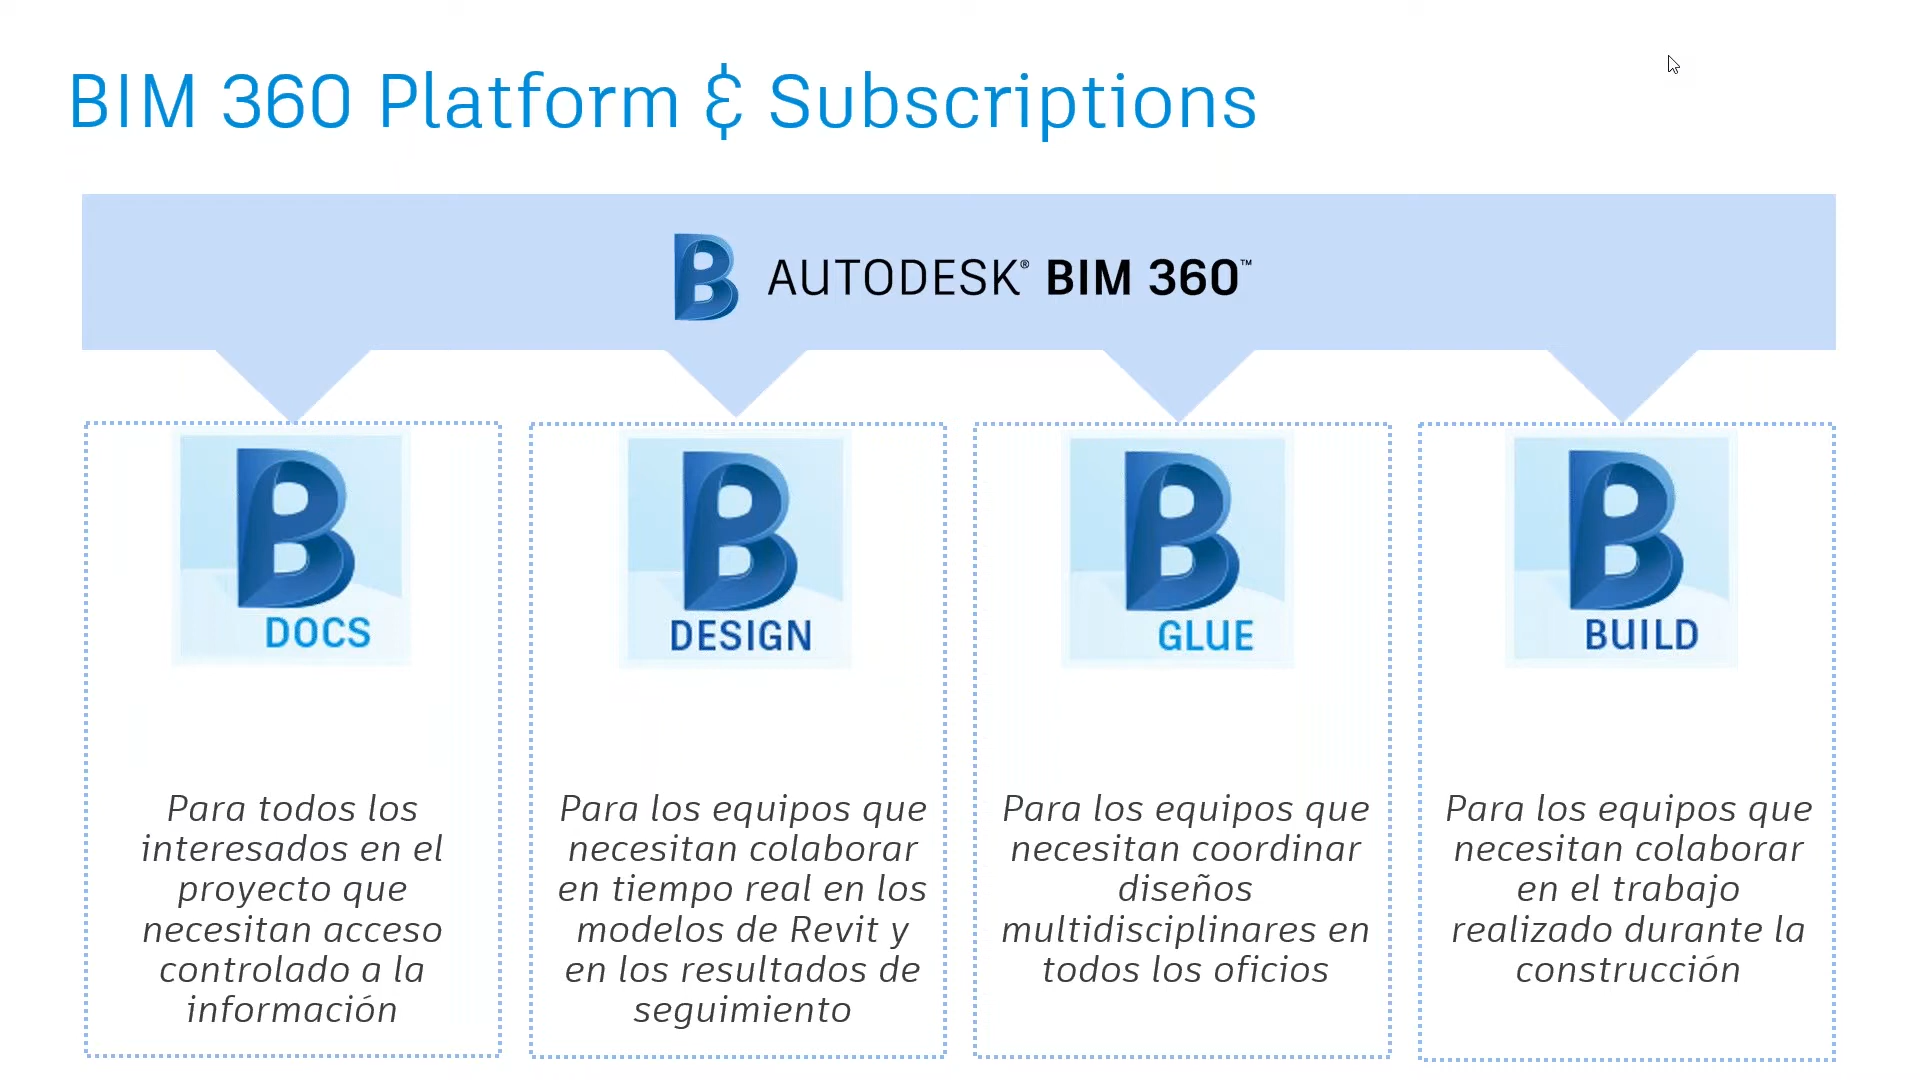 BIM 360 Platform & Subscriptions
AUTODESK® BIM 360™
DOCS
Para todos los
interesados en el
proyecto que
necesitan acceso
controlado a la
información
DESIGN
Para los equipos que
necesitan colaborar
en tiempo real en los
modelos de Revit y
en los resultados de
seguimiento
GLUE
Para los equipos que
necesitan coordinar
diseños
multidisciplinares en
todos los oficios
BUILD
Para los equipos que
necesitan colaborar
en el trabajo
realizado durante la
construcción